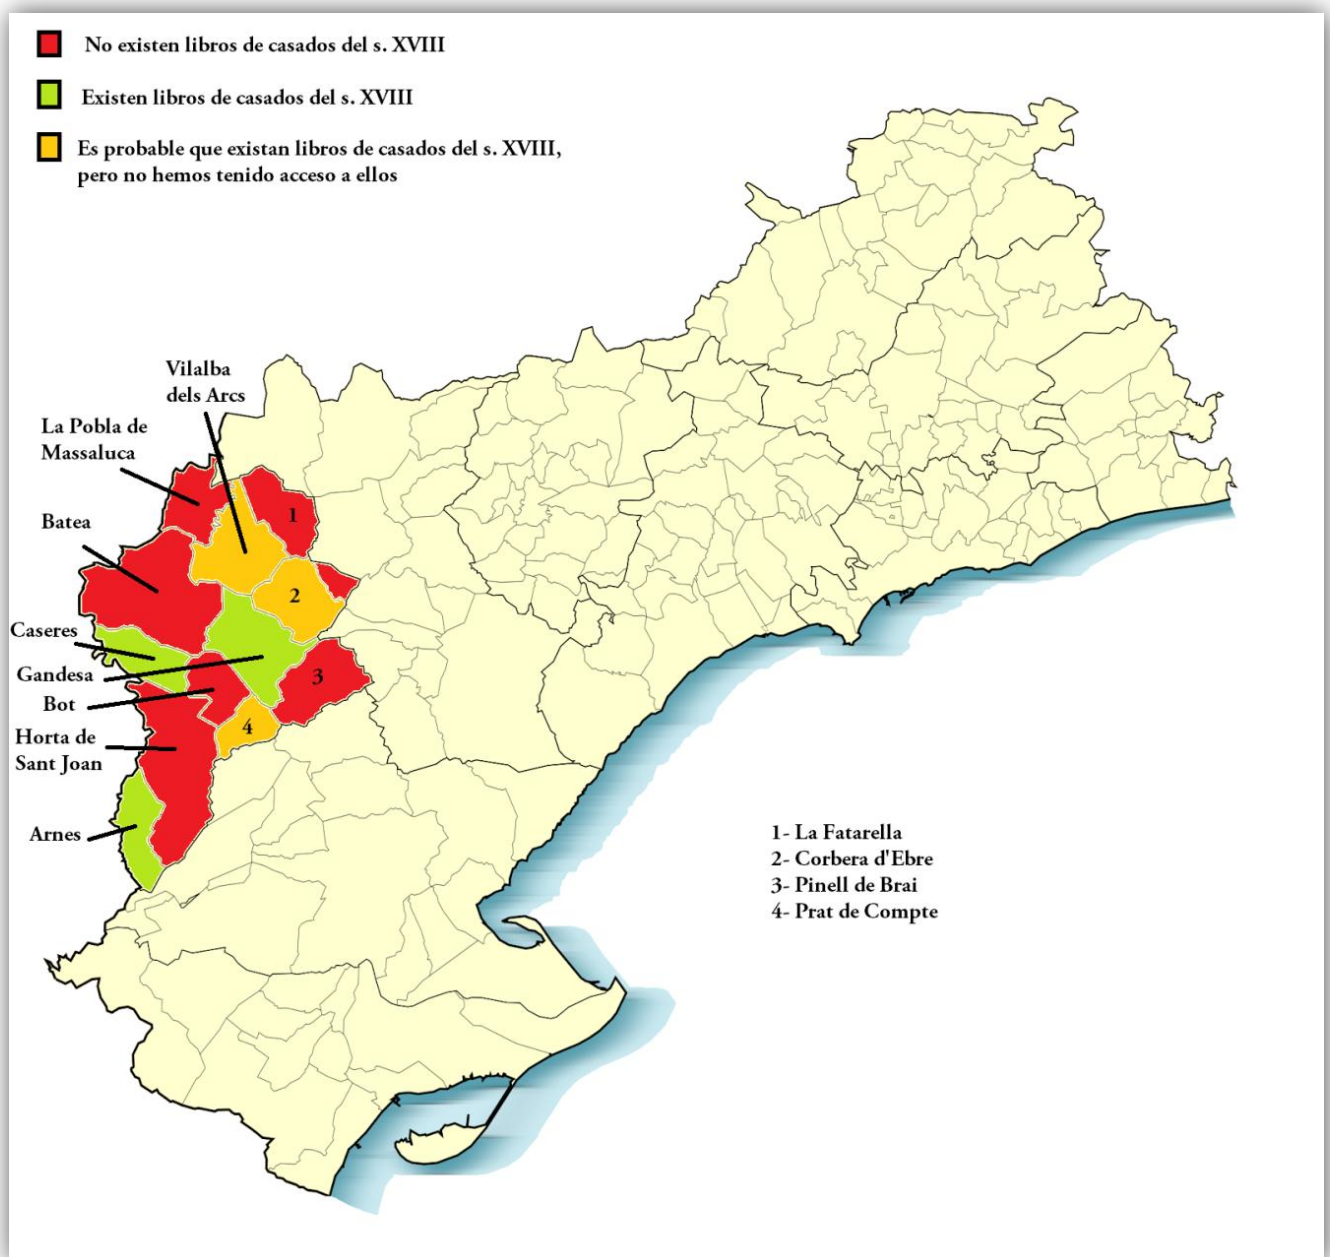 No existen libros de casados del s. XVIII
Existen libros de casados del s. XVIII
Es probable que existan libros de casados del s. XVIII,
pero no hemos tenido acceso a ellos
Vilalba
dels Arcs
La Pobla de
Massaluca
Batea
Caseres
Gandesa
Bot
Horta de
Sant Joan
Arnes
1
2
3
4
1- La Fatarella
2- Corbera d'Ebre
3- Pinell de Brai
4- Prat de Compte